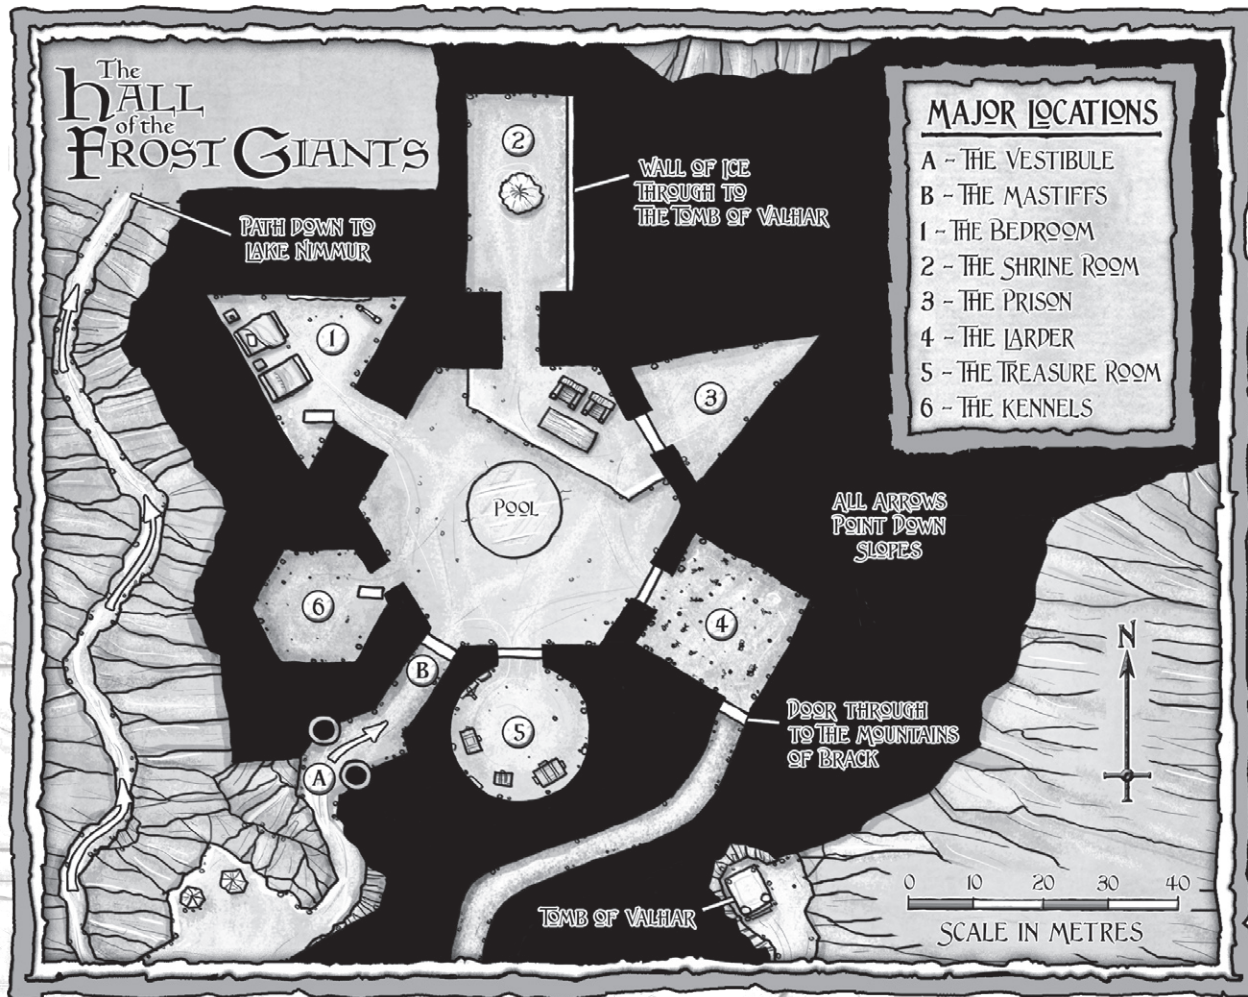 The
Hall
of the
Frost Giants
Path down to
Lake Nimmur
2
Wall of ice
through to
the Tomb of Valhar
Major Locations
A - The Vestibule
B - The Mastiffs
1 - The Bedroom
2 - The Shrine Room
3 - The Prison
4 - The Larder
5 - The Treasure Room
6 - The Kennels
1
3
Pool
All arrows
point down
slopes
6
4
B
5
A
N
Door through
to the Mountains
of Brack
Tomb of Valhar
0 10 20 30 40
Scale in metres